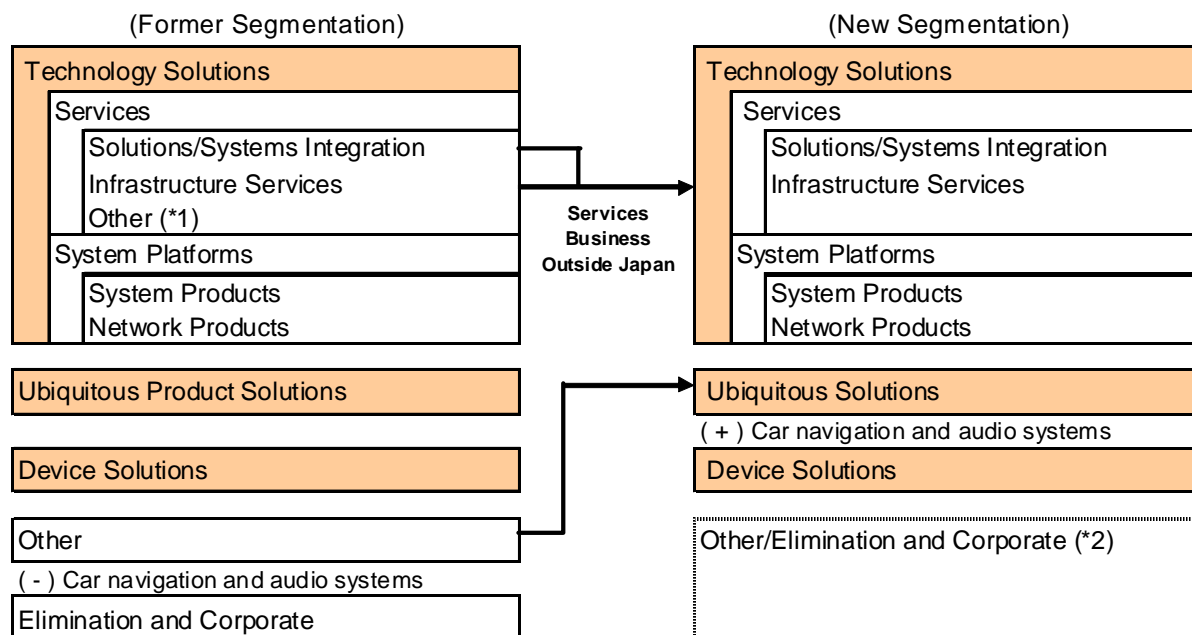 (Former Segmentation)
Technology Solutions
Services
Solutions/Systems Integration
Infrastructure Services
Other (*1)
System Platforms
System Products
Network Products
Ubiquitous Product Solutions
Device Solutions
Other
( - ) Car navigation and audio systems
Elimination and Corporate
Services
Business
Outside Japan
(New Segmentation)
Technology Solutions
Services
Solutions/Systems Integration
Infrastructure Services
System Platforms
System Products
Network Products
Ubiquitous Solutions
( + ) Car navigation and audio systems
Device Solutions
Other/Elimination and Corporate (*2)